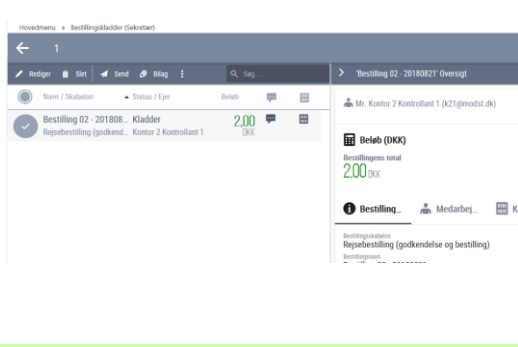 Hovedmenu > Bestillingskladder (Sekretær)
1
Rediger Slet Send Bilag Søg...
'Bestilling 02 - 20180821' Oversigt
Navn / Skabelon Status / Ejer Beløb
Mr. Kontor 2 Kontrollant 1 (k21@modst.dk)
Bestilling 02 - 201808... Kladder 2,00
Rejsebestilling (godkend... Kontor 2 Kontrollant 1 DKK
Beløb (DKK)
Bestillingens total
2,00 DKK
Bestilling... Medarbej... K
Bestillingsskabelon
Rejsebestilling (godkendelse og bestilling)
Bestillingsnavn